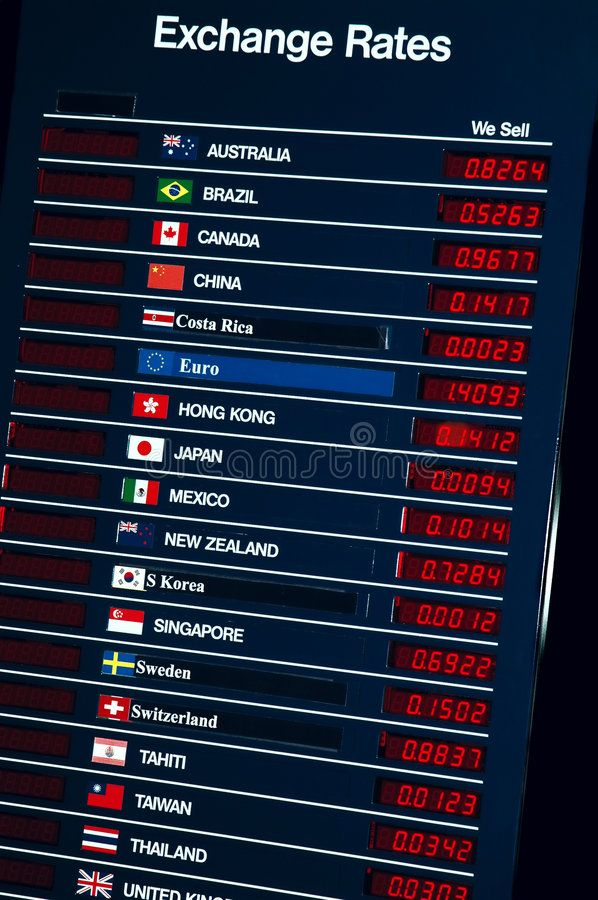 Exchange Rates
We Sell
AUSTRALIA 0.8264
BRAZIL 0.5263
CANADA 0.9677
CHINA 0.1417
Costa Rica 0.0023
Euro 1.4093
HONG KONG 0.1412
JAPAN 0.0094
MEXICO 0.1014
NEW ZEALAND 0.7284
S Korea 0.0012
SINGAPORE 0.6922
Sweden 0.1502
Switzerland 0.8837
TAHITI 0.0123
TAIWAN 0.0342
THAILAND 0.0303
UNITED
dreamstime